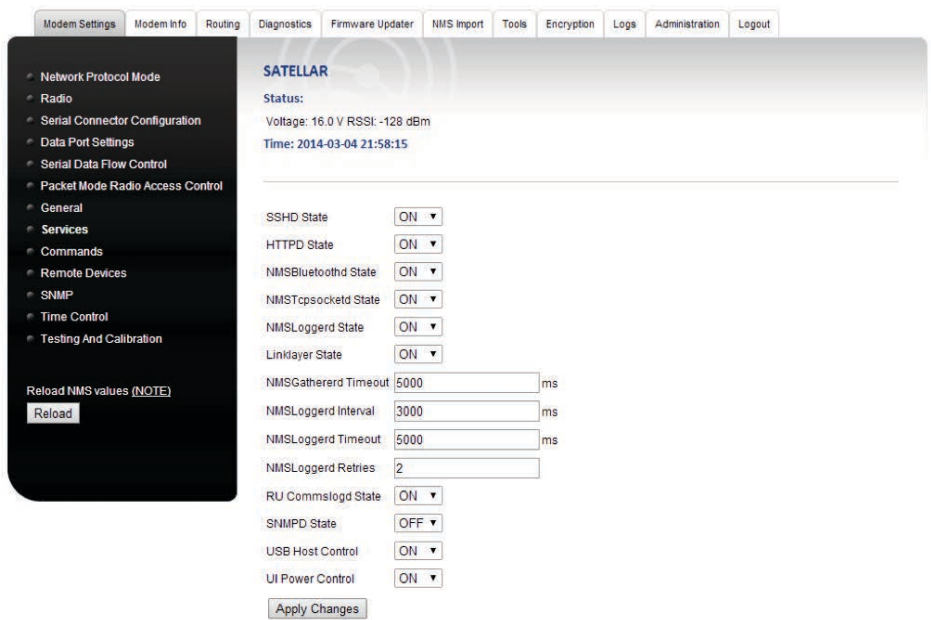 Modem Settings Modem Info Routing Diagnostics Firmware Updater NMS Import Tools Encryption Logs Administration Logout
Network Protocol Mode
Radio
Serial Connector Configuration
Data Port Settings
Serial Data Flow Control
Packet Mode Radio Access Control
General
Services
Commands
Remote Devices
SNMP
Time Control
Testing And Calibration
Reload NMS values (NOTE)
Reload
SATELLAR
Status:
Voltage: 16.0 V RSSI: -128 dBm
Time: 2014-03-04 21:58:15
SSHD State ON
HTTPD State ON
NMSBluetoothd State ON
NMSTcpsocketd State ON
NMSLoggerd State ON
Linklayer State ON
NMSGathererd Timeout 5000 ms
NMSLoggerd Interval 3000 ms
NMSLoggerd Timeout 5000 ms
NMSLoggerd Retries 2
RU Commslogd State ON
SNMPD State OFF
USB Host Control ON
UI Power Control ON
Apply Changes